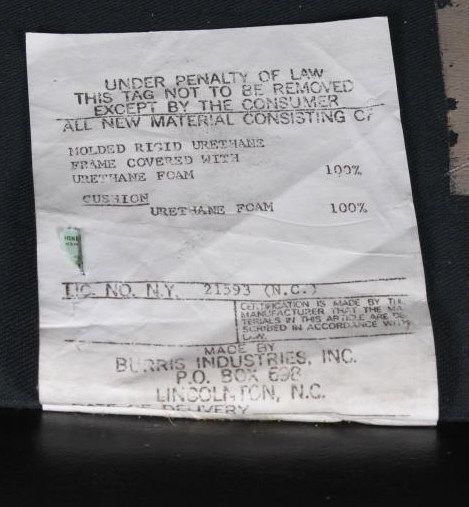 UNDER PENALTY OF LAW
THIS TAG NOT TO BE REMOVED
EXCEPT BY THE CONSUMER
ALL NEW MATERIAL CONSISTING OF
MOLDED RIGID URETHANE
FRAME COVERED WITH
URETHANE FOAM 100%
CUSHION
URETHANE FOAM 100%
LIC. NO. N.Y. 21593 (N.C.)
CERTIFICATION IS MADE BY THE
MANUFACTURER THAT THE MA-
TERIALS IN THIS ARTICLE ARE DE-
SCRIBED IN ACCORDANCE WITH
LAW.
MADE BY
BURRIS INDUSTRIES, INC.
P.O. BOX 698
LINCOLNTON, N.C.
DATE OF DELIVERY